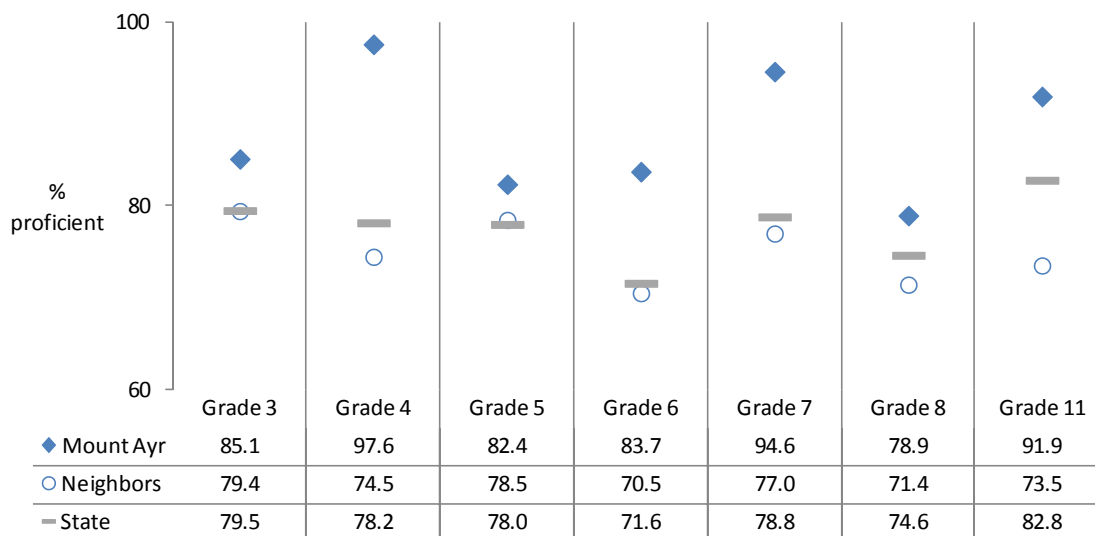 100
80
60
%
proficient
Grade 3 Grade 4 Grade 5 Grade 6 Grade 7 Grade 8 Grade 11
Mount Ayr 85.1 97.6 82.4 83.7 94.6 78.9 91.9
Neighbors 79.4 74.5 78.5 70.5 77.0 71.4 73.5
State 79.5 78.2 78.0 71.6 78.8 74.6 82.8